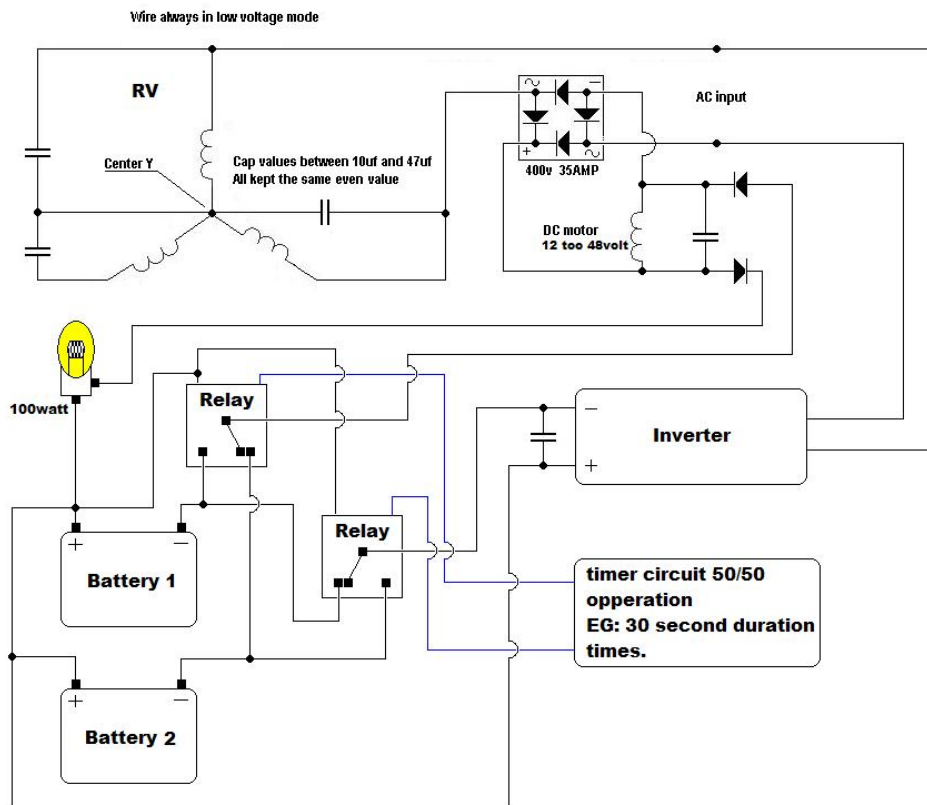 Wire always in low voltage mode
RV
AC input
Center Y
Cap values between 10uf and 47uf
All kept the same even value
~
−
+
~
400v 35AMP
DC motor
12 too 48volt
100watt
Relay
−
Inverter
+
Relay
+ −
Battery 1
timer circuit 50/50
opperation
EG: 30 second duration
times.
+ −
Battery 2